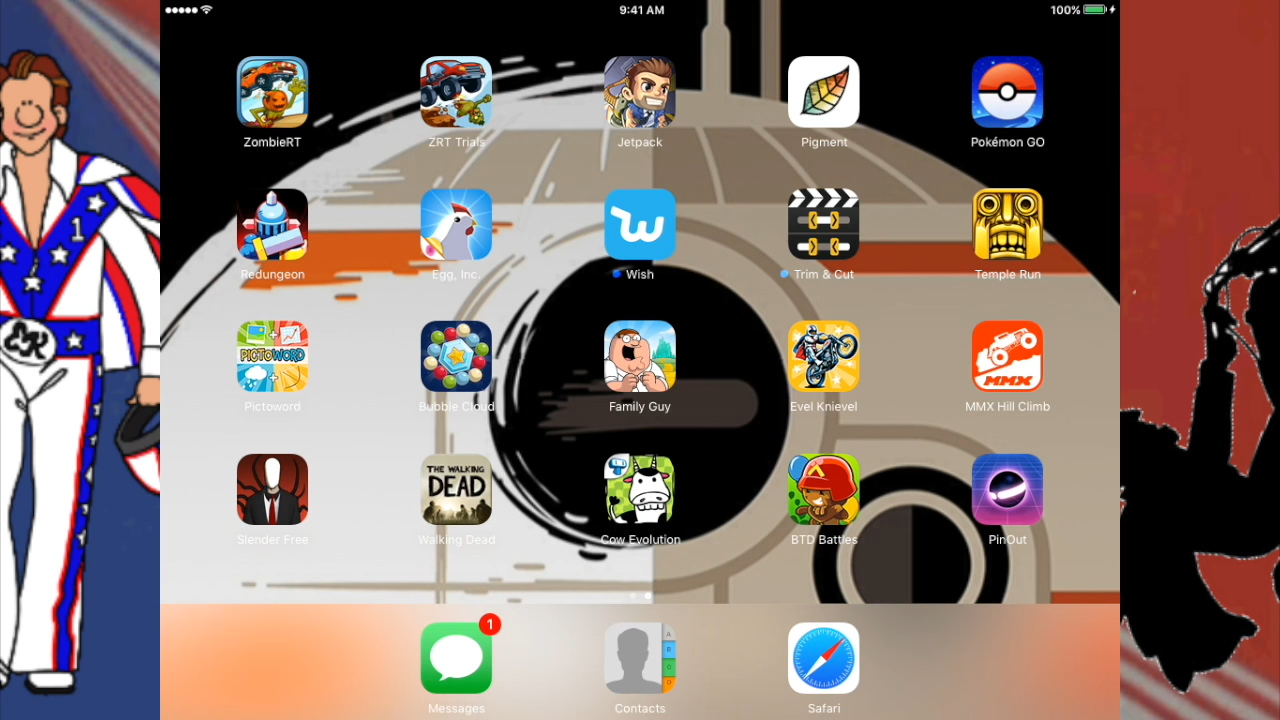 9:41 AM
100%
ZombieRT
ZRT Trials
Jetpack
Pigment
Pokémon GO
1
Redungeon
Egg, Inc.
Wish
Trim & Cut
Temple Run
PICTOWORD
MMX
EK
Pictoword
Bubble Cloud
Family Guy
Evel Knievel
MMX Hill Climb
THE WALKING
DEAD
Slender Free
Walking Dead
Cow Evolution
BTD Battles
PinOut
1
A
Messages
Contacts
Safari